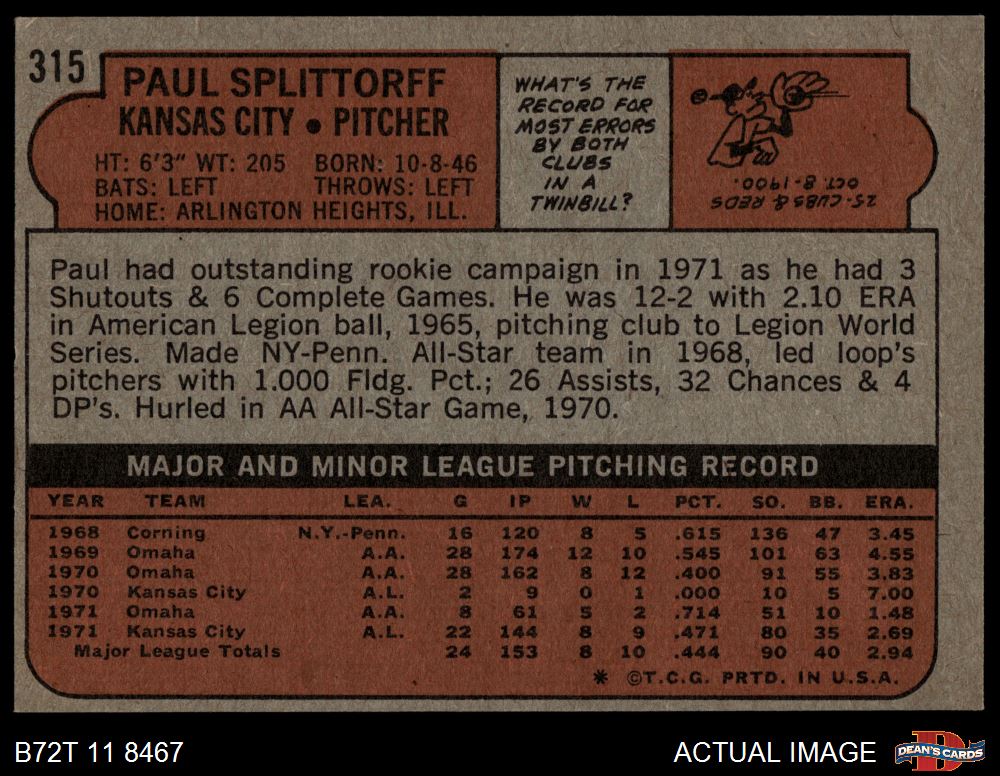 315
PAUL SPLITTORFF
KANSAS CITY • PITCHER
HT: 6'3" WT: 205 BORN: 10-8-46
BATS: LEFT THROWS: LEFT
HOME: ARLINGTON HEIGHTS, ILL.
WHAT'S THE
RECORD FOR
MOST ERRORS
BY BOTH
CLUBS
IN A
TWINBILL?
25-CUBS & REDS
OCT. 8-1900.
Paul had outstanding rookie campaign in 1971 as he had 3
Shutouts & 6 Complete Games. He was 12-2 with 2.10 ERA
in American Legion ball, 1965, pitching club to Legion World
Series. Made NY-Penn. All-Star team in 1968, led loop's
pitchers with 1.000 Fldg. Pct.; 26 Assists, 32 Chances & 4
DP's. Hurled in AA All-Star Game, 1970.
MAJOR AND MINOR LEAGUE PITCHING RECORD
YEAR TEAM LEA. G IP W L PCT. SO. BB. ERA.
1968 Corning N.Y.-Penn. 16 120 8 5 .615 136 47 3.45
1969 Omaha A.A. 28 174 12 10 .545 101 63 4.55
1970 Omaha A.A. 28 162 8 12 .400 91 55 3.83
1970 Kansas City A.L. 2 9 0 1 .000 10 5 7.00
1971 Omaha A.A. 8 61 5 2 .714 51 10 1.48
1971 Kansas City A.L. 22 144 8 9 .471 80 35 2.69
Major League Totals 24 153 8 10 .444 90 40 2.94
* ©T.C.G. PRTD. IN U.S.A.
B72T 11 8467
ACTUAL IMAGE
D
DEAN'S CARDS